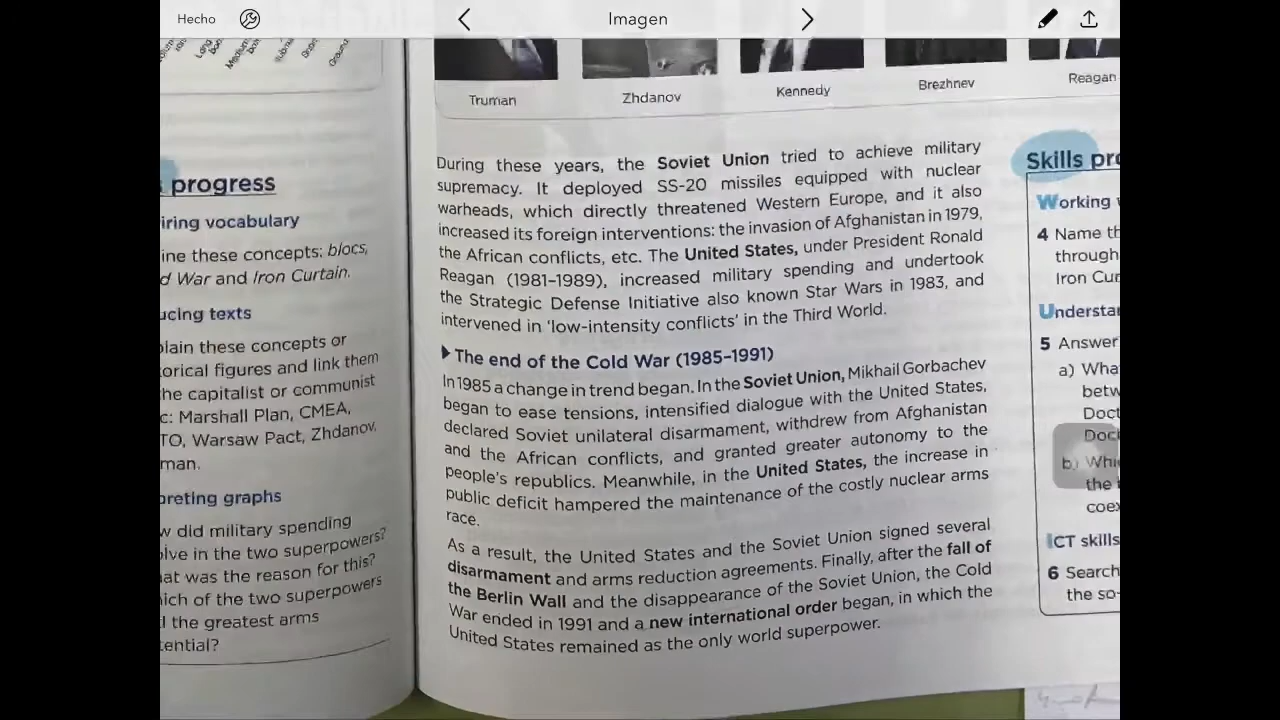 Hecho
Imagen
Truman
Zhdanov
Kennedy
Brezhnev
Reagan
progress
iring vocabulary
ine these concepts: blocs,
d War and Iron Curtain.
ucing texts
lain these concepts or
orical figures and link them
he capitalist or communist
c: Marshall Plan, CMEA,
TO, Warsaw Pact, Zhdanov,
man.
preting graphs
w did military spending
lve in the two superpowers?
at was the reason for this?
ich of the two superpowers
d the greatest arms
tential?
During these years, the Soviet Union tried to achieve military
supremacy. It deployed SS-20 missiles equipped with nuclear
warheads, which directly threatened Western Europe, and it also
increased its foreign interventions: the invasion of Afghanistan in 1979,
the African conflicts, etc. The United States, under President Ronald
Reagan (1981-1989), increased military spending and undertook
the Strategic Defense Initiative also known Star Wars in 1983, and
intervened in 'low-intensity conflicts' in the Third World.
The end of the Cold War (1985-1991)
In 1985 a change in trend began. In the Soviet Union, Mikhail Gorbachev
began to ease tensions, intensified dialogue with the United States,
declared Soviet unilateral disarmament, withdrew from Afghanistan
and the African conflicts, and granted greater autonomy to the
people's republics. Meanwhile, in the United States, the increase in
public deficit hampered the maintenance of the costly nuclear arms
race.
As a result, the United States and the Soviet Union signed several
disarmament and arms reduction agreements. Finally, after the fall of
the Berlin Wall and the disappearance of the Soviet Union, the Cold
War ended in 1991 and a new international order began, in which the
United States remained as the only world superpower.
Skills pro
Working
4 Name th
through
Iron Cur
Understa
5 Answer
a) Wha
betw
Doct
Doc
b) Whi
the
coex
ICT skills
6 Search
the so-